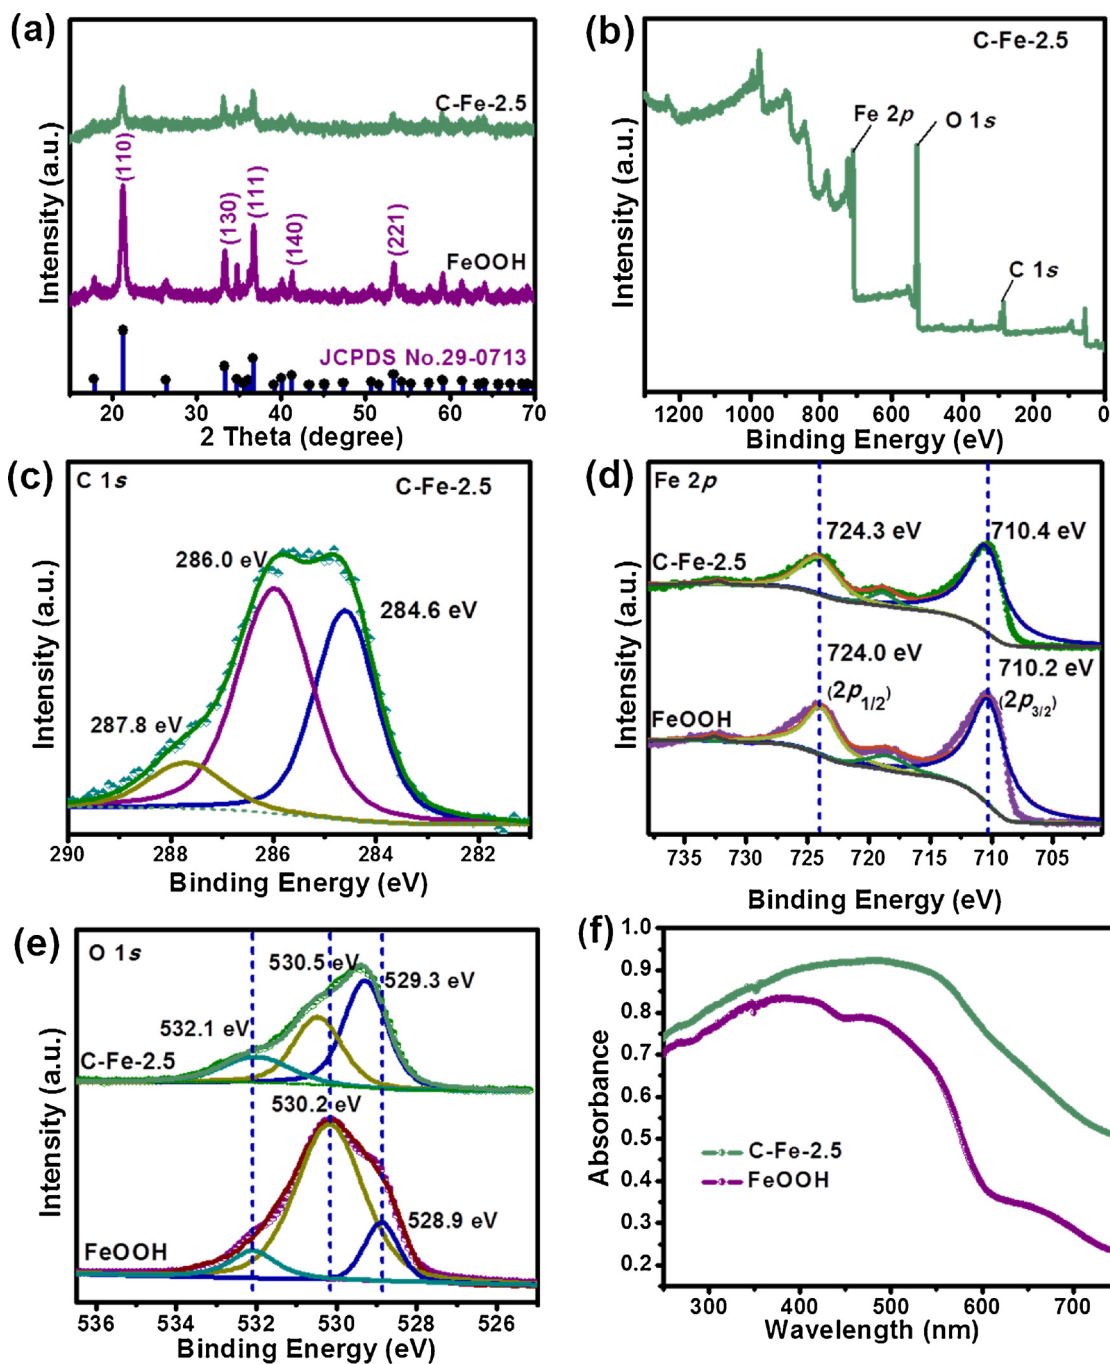 (a)
C-Fe-2.5
(110)
(130)
(111)
(140)
(221)
FeOOH
JCPDS No.29-0713
20 30 40 50 60 70
2 Theta (degree)
Intensity (a.u.)
(b)
C-Fe-2.5
Fe 2p
O 1s
C 1s
1200 1000 800 600 400 200 0
Binding Energy (eV)
Intensity (a.u.)
(c)
C 1s
C-Fe-2.5
286.0 eV
284.6 eV
287.8 eV
290 288 286 284 282
Binding Energy (eV)
Intensity (a.u.)
(d)
Fe 2p
724.3 eV
710.4 eV
C-Fe-2.5
724.0 eV
710.2 eV
(2p1/2)
(2p3/2)
FeOOH
735 730 725 720 715 710 705
Binding Energy (eV)
Intensity (a.u.)
(e)
O 1s
530.5 eV
529.3 eV
532.1 eV
C-Fe-2.5
530.2 eV
528.9 eV
FeOOH
536 534 532 530 528 526
Binding Energy (eV)
Intensity (a.u.)
(f)
1.0
0.9
0.8
0.7
0.6
0.5
0.4
0.3
0.2
C-Fe-2.5
FeOOH
300 400 500 600 700
Wavelength (nm)
Absorbance